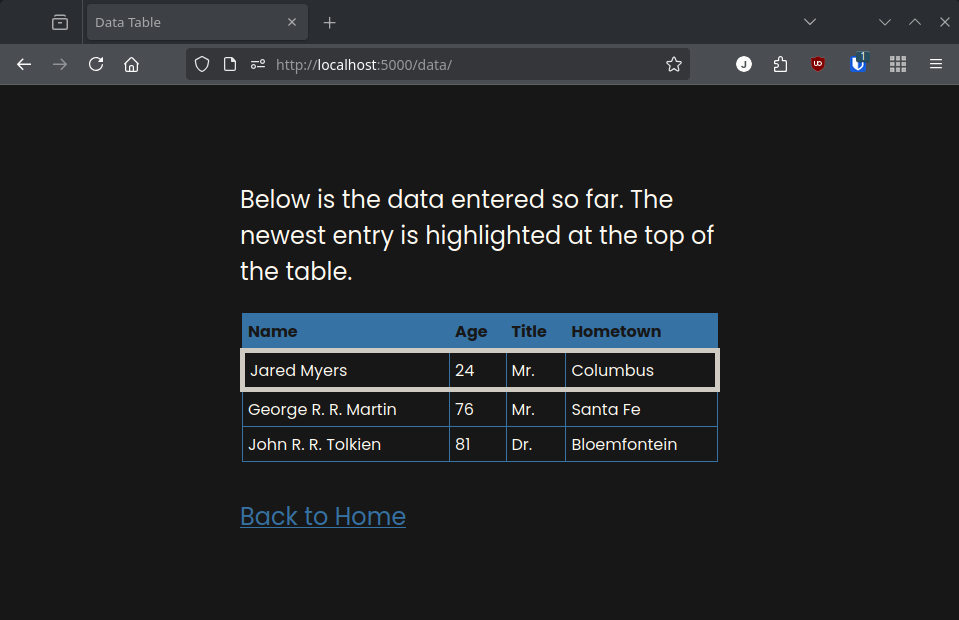 Data Table
http://localhost:5000/data/
J
UD
1
Below is the data entered so far. The
newest entry is highlighted at the top of
the table.
Name Age Title Hometown
Jared Myers 24 Mr. Columbus
George R. R. Martin 76 Mr. Santa Fe
John R. R. Tolkien 81 Dr. Bloemfontein
Back to Home